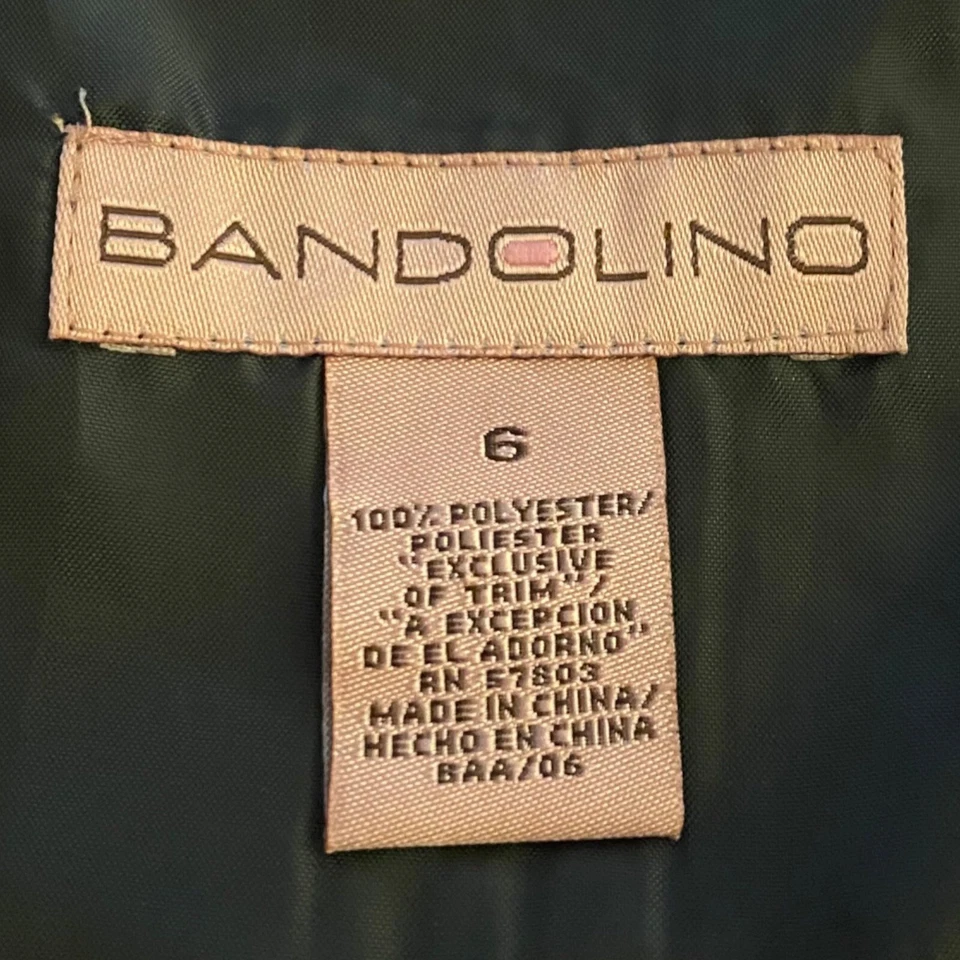 BANDOLINO
6
100% POLYESTER/
POLIESTER
"EXCLUSIVE
OF TRIM"/
"A EXCEPCION
DE EL ADORNO"
RN 57803
MADE IN CHINA/
HECHO EN CHINA
BAA/06